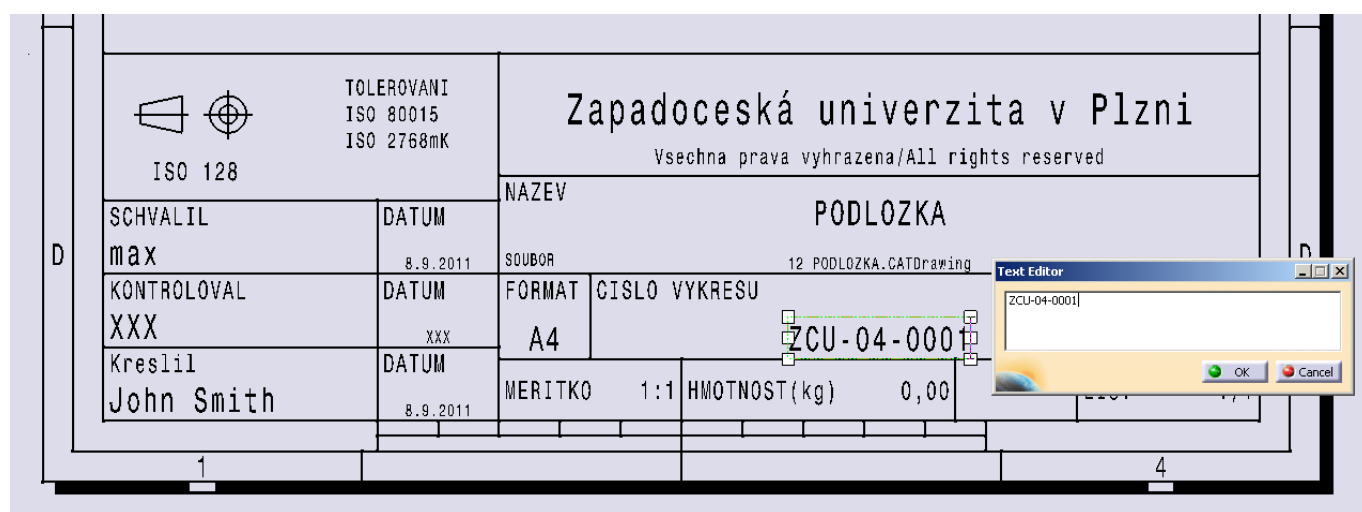 TOLEROVANI
ISO 80015
ISO 2768mK
ISO 128
Zapadoceská univerzita v Plzni
Vsechna prava vyhrazena/All rights reserved
NAZEV
PODLOZKA
SOUBOR
12 PODLOZKA.CATDrawing
SCHVALIL
DATUM
max
8.9.2011
KONTROLOVAL
DATUM
XXX
XXX
Kreslil
DATUM
John Smith
8.9.2011
FORMAT
A4
CISLO VYKRESU
ZCU-04-0001
MERITKO 1:1
HMOTNOST(kg) 0,00
D
D
1
4
Text Editor
ZCU-04-0001
OK
Cancel